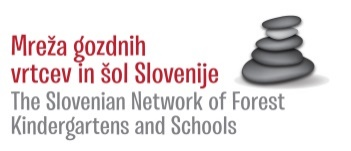 Mreža gozdnih
vrtcev in šol Slovenije
The Slovenian Network of Forest
Kindergartens and Schools